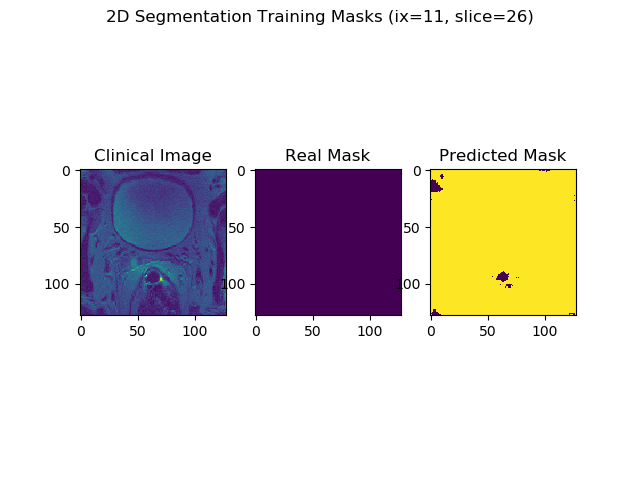 2D Segmentation Training Masks (ix=11, slice=26)
Clinical Image Real Mask Predicted Mask
0 0 0
50 50 50
100 100 100
0 50 100 0 50 100 0 50 100